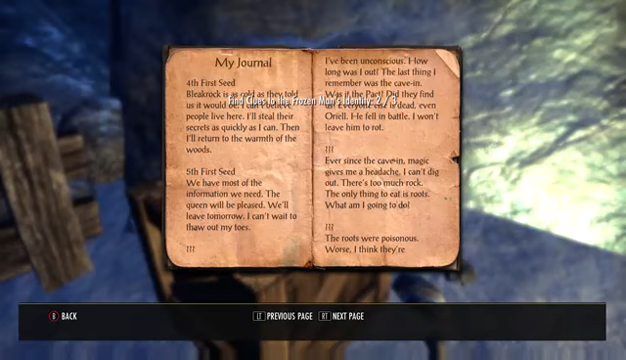 My Journal
4th First Seed
Bleakrock is as cold as they told
us it would be. I can't believe
people live here. I'll steal their
secrets as quickly as I can. Then
I'll return to the warmth of the
woods.
5th First Seed
We have most of the
information we need. The
queen will be pleased. We'll
leave tomorrow. I can't wait to
thaw out my toes.
???
I've been unconscious. How
long was I out? The last thing I
remember was the cave-in.
Was it the Pact? Did they find
dead, even
Oriell. He fell in battle. I won't
leave him to rot.
???
Ever since the cave-in, magic
gives me a headache. I can't dig
out. There's too much rock.
The only thing to eat is roots.
What am I going to do!
???
The roots were poisonous.
Worse, I think they're
Find Clues to the Frozen Man's Identity: 2 / 3
B BACK
LT PREVIOUS PAGE RT NEXT PAGE